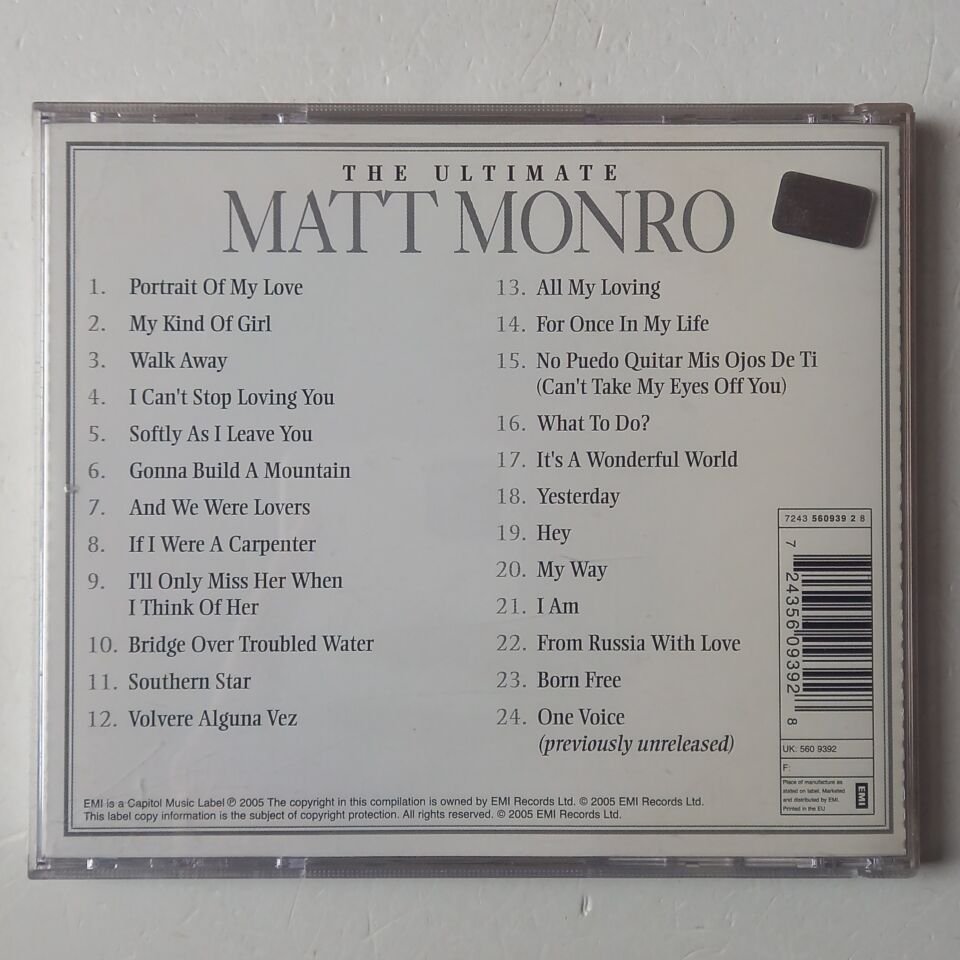 THE ULTIMATE
MATT MONRO
1. Portrait Of My Love
2. My Kind Of Girl
3. Walk Away
4. I Can't Stop Loving You
5. Softly As I Leave You
6. Gonna Build A Mountain
7. And We Were Lovers
8. If I Were A Carpenter
9. I'll Only Miss Her When
I Think Of Her
10. Bridge Over Troubled Water
11. Southern Star
12. Volvere Alguna Vez
13. All My Loving
14. For Once In My Life
15. No Puedo Quitar Mis Ojos De Ti
(Can't Take My Eyes Off You)
16. What To Do?
17. It's A Wonderful World
18. Yesterday
19. Hey
20. My Way
21. I Am
22. From Russia With Love
23. Born Free
24. One Voice
(previously unreleased)
7243 560939 2 8
7 24356 09392 8
UK: 560 9392
F:
Place of manufacture as
stated on label. Marketed
and distributed by EMI.
Printed in the EU
EMI
EMI is a Capitol Music Label ℗ 2005 The copyright in this compilation is owned by EMI Records Ltd. © 2005 EMI Records Ltd.
This label copy information is the subject of copyright protection. All rights reserved. © 2005 EMI Records Ltd.